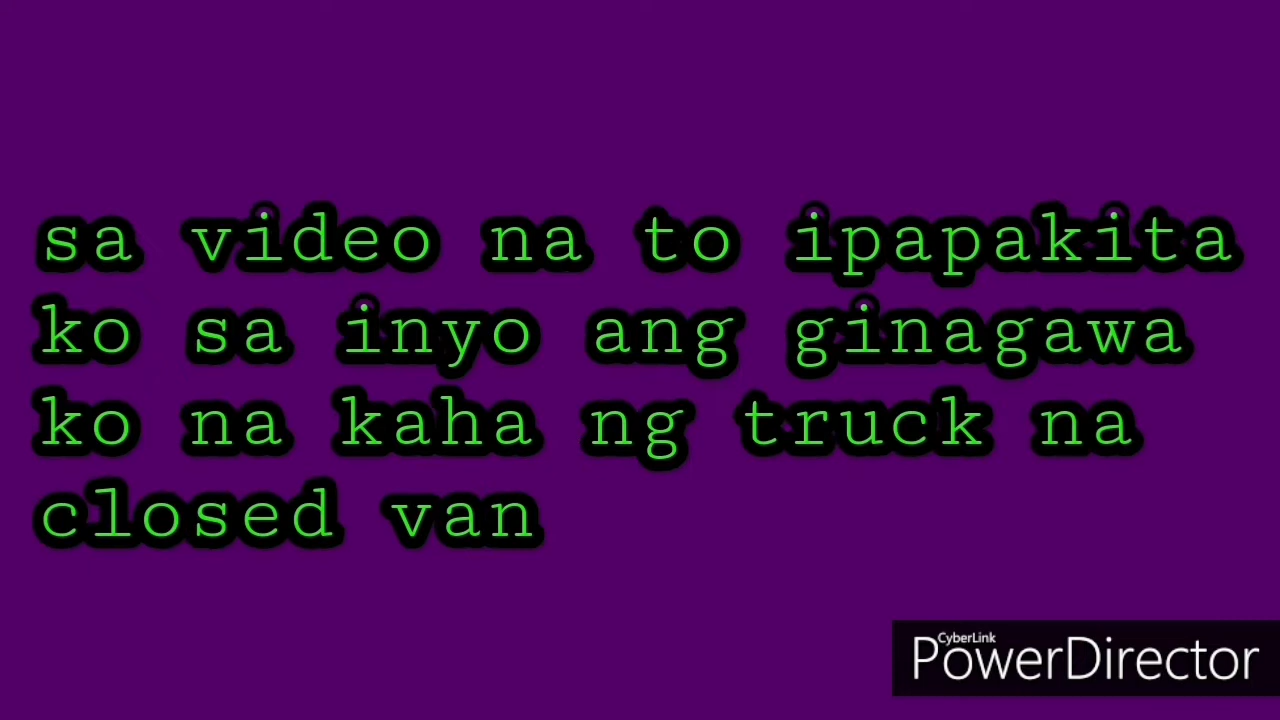 sa video na to ipapakita
ko sa inyo ang ginagawa
ko na kaha ng truck na
closed van
CyberLink
PowerDirector